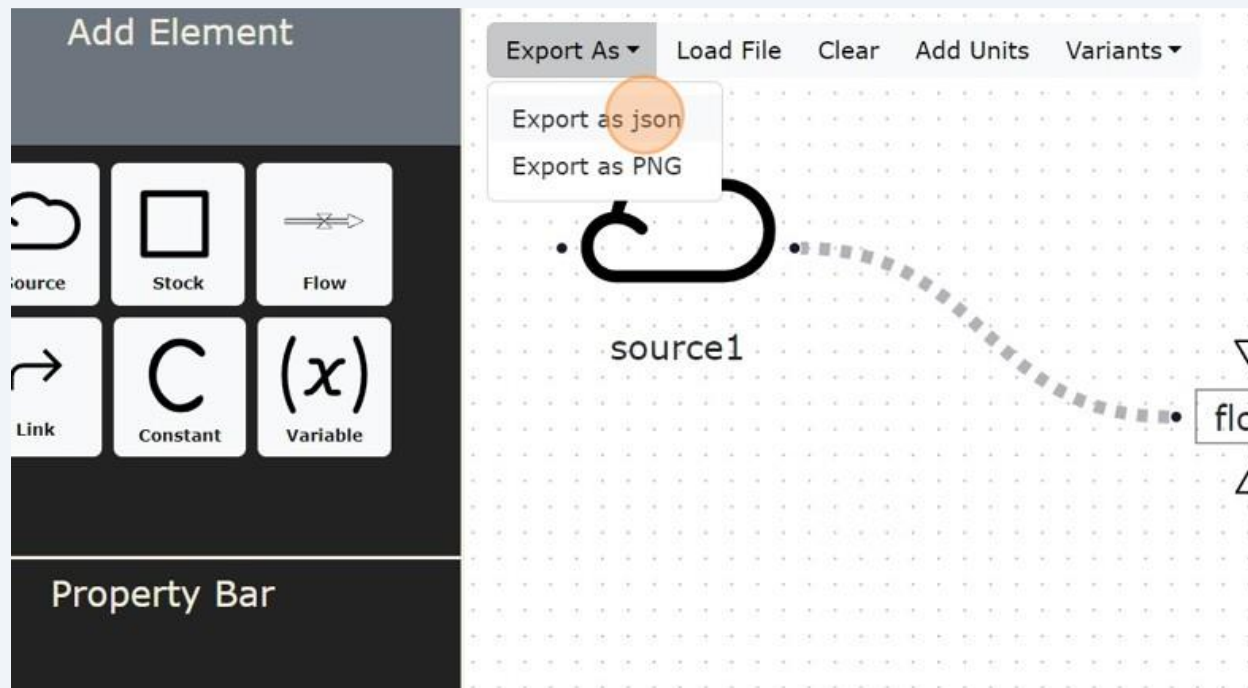 Add Element
Export As
Load File
Clear
Add Units
Variants
Export as json
Export as PNG
Stock
Flow
source1
Link
C
Constant
(x)
Variable
Property Bar